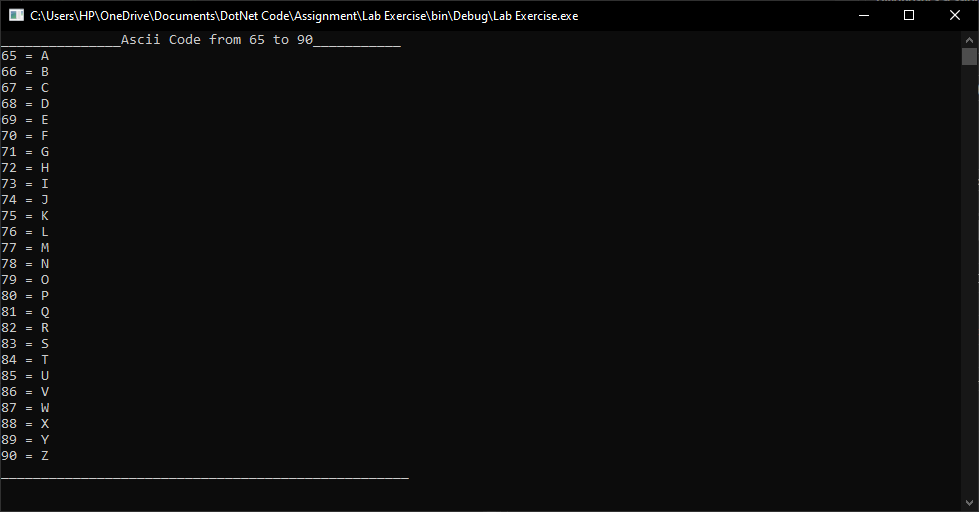 C:\Users\HP\OneDrive\Documents\DotNet Code\Assignment\Lab Exercise\bin\Debug\Lab Exercise.exe
_______________Ascii Code from 65 to 90___________
65 = A
66 = B
67 = C
68 = D
69 = E
70 = F
71 = G
72 = H
73 = I
74 = J
75 = K
76 = L
77 = M
78 = N
79 = O
80 = P
81 = Q
82 = R
83 = S
84 = T
85 = U
86 = V
87 = W
88 = X
89 = Y
90 = Z
___________________________________________________